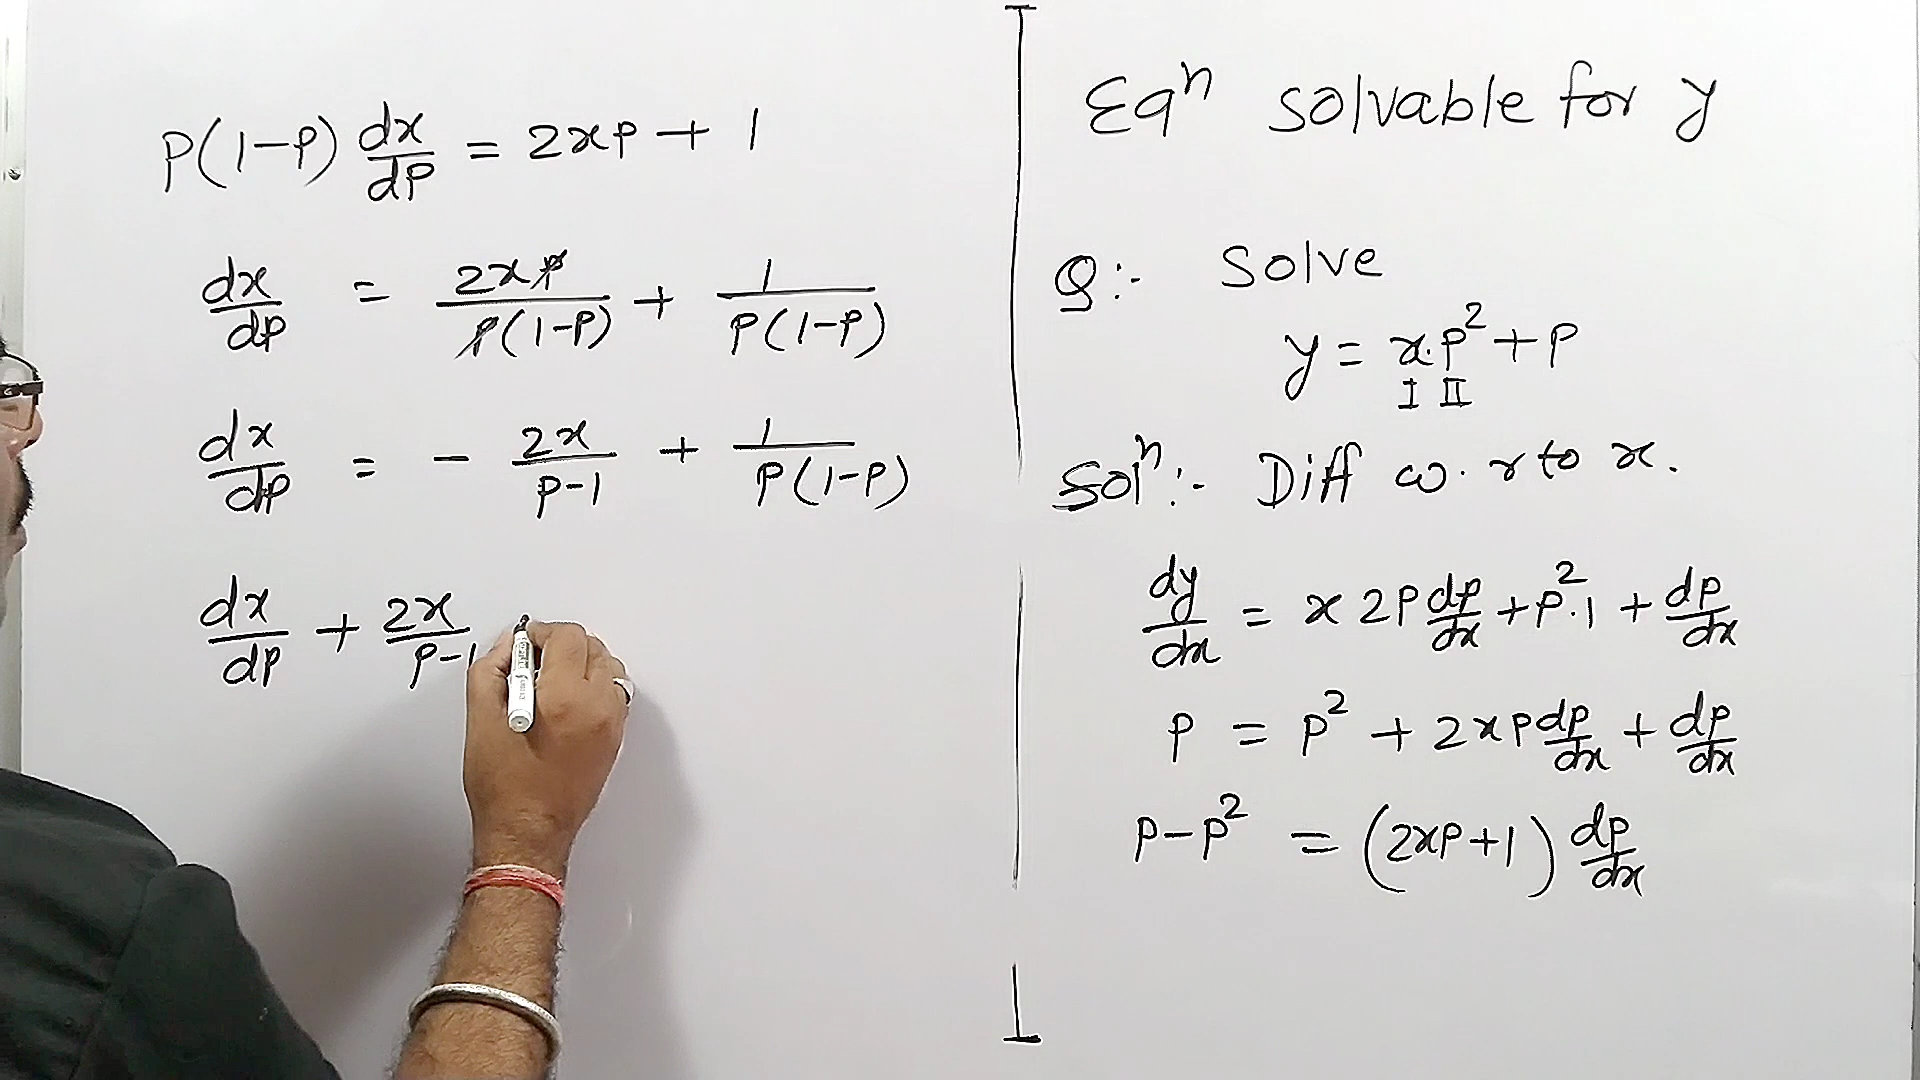 P(1-P) dx/dP = 2xP + 1
dx/dp = 2xp/p(1-P) + 1/P(1-P)
dx/dp = - 2x/P-1 + 1/P(1-P)
dx/dp + 2x/P-1
Eqⁿ solvable for y
Q:- Solve
y = x.p² + P
I II
Solⁿ:- Diff w.r to x.
dy/dx = x 2P dp/dx + P².1 + dp/dx
P = P² + 2xP dp/dx + dp/dx
P-P² = (2xP+1) dp/dx